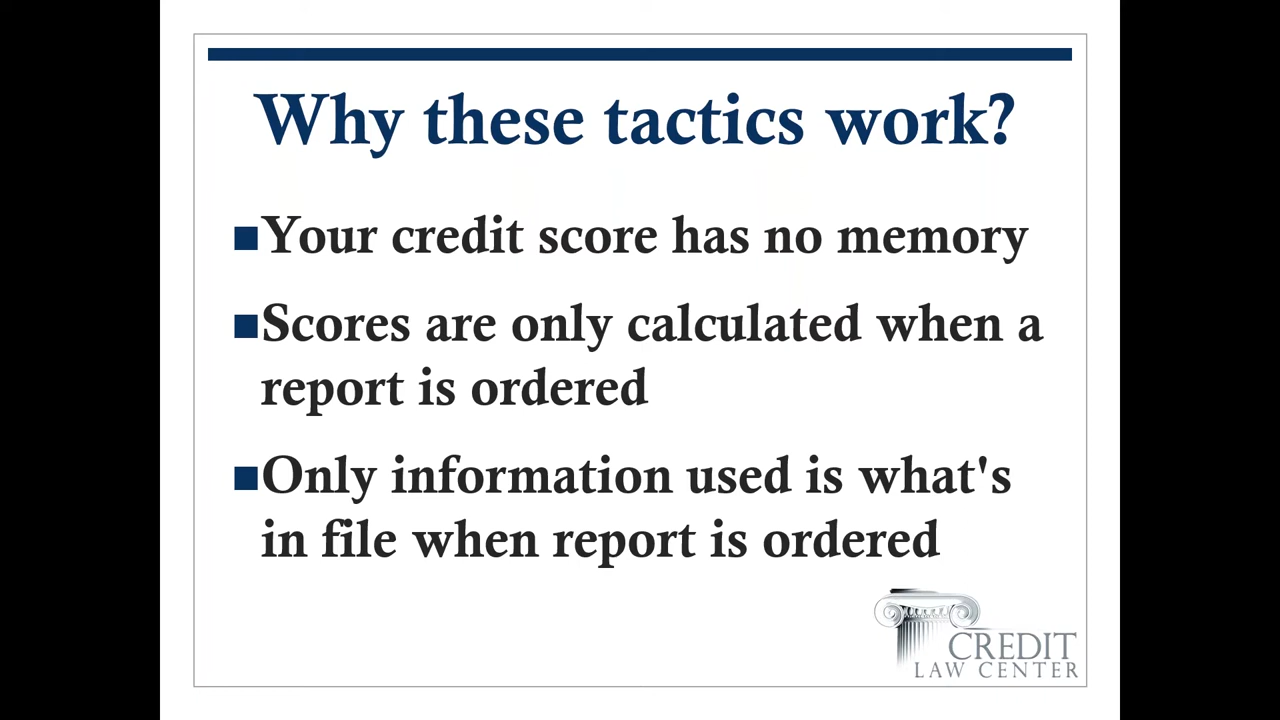 Why these tactics work?
■Your credit score has no memory
■Scores are only calculated when a
report is ordered
■Only information used is what's
in file when report is ordered
CREDIT
LAW CENTER